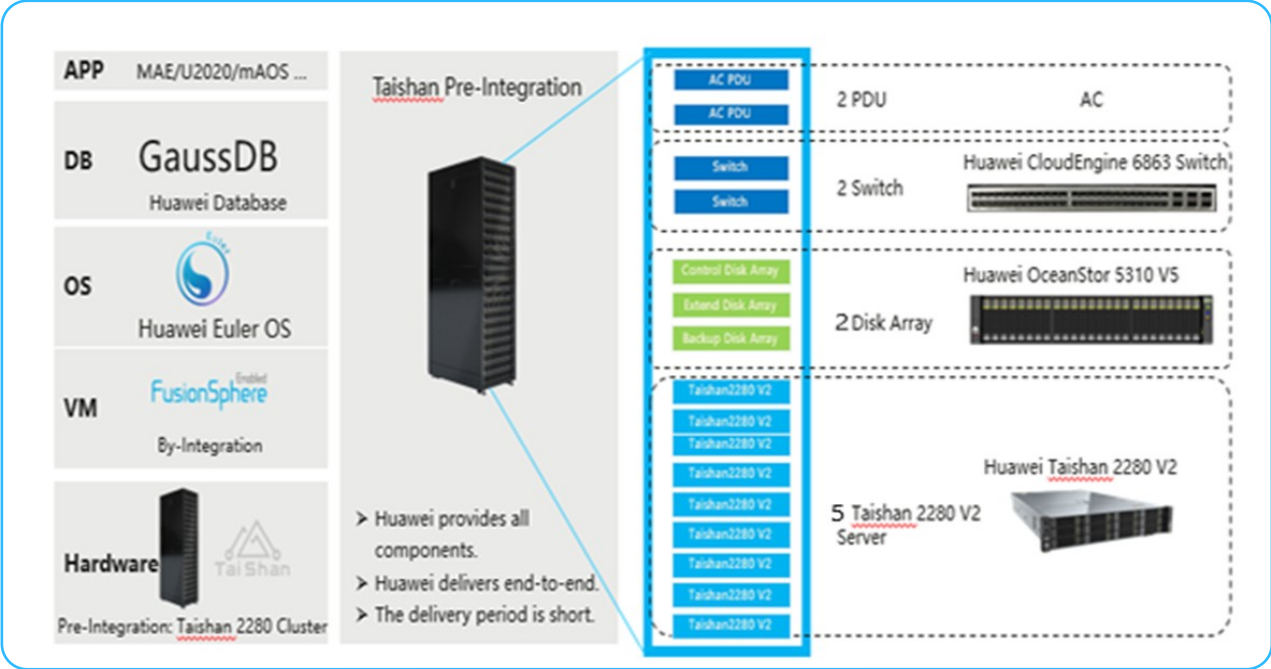 APP MAE/U2020/mAOS ...
DB
GaussDB
Huawei Database
Euler
OS
Huawei Euler OS
Enabled
FusionSphere
VM
By-Integration
Hardware
TaiShan
Pre-Integration: Taishan 2280 Cluster
Taishan Pre-Integration
➢ Huawei provides all
components.
➢ Huawei delivers end-to-end.
➢ The delivery period is short.
AC PDU
AC PDU
2 PDU
AC
Switch
Switch
2 Switch
Huawei CloudEngine 6863 Switch
Control Disk Array
Extend Disk Array
Backup Disk Array
2 Disk Array
Huawei OceanStor 5310 V5
Taishan2280 V2
Taishan2280 V2
Taishan2280 V2
Taishan2280 V2
Taishan2280 V2
Taishan2280 V2
Taishan2280 V2
Taishan2280 V2
Taishan2280 V2
5 Taishan 2280 V2
Server
Huawei Taishan 2280 V2